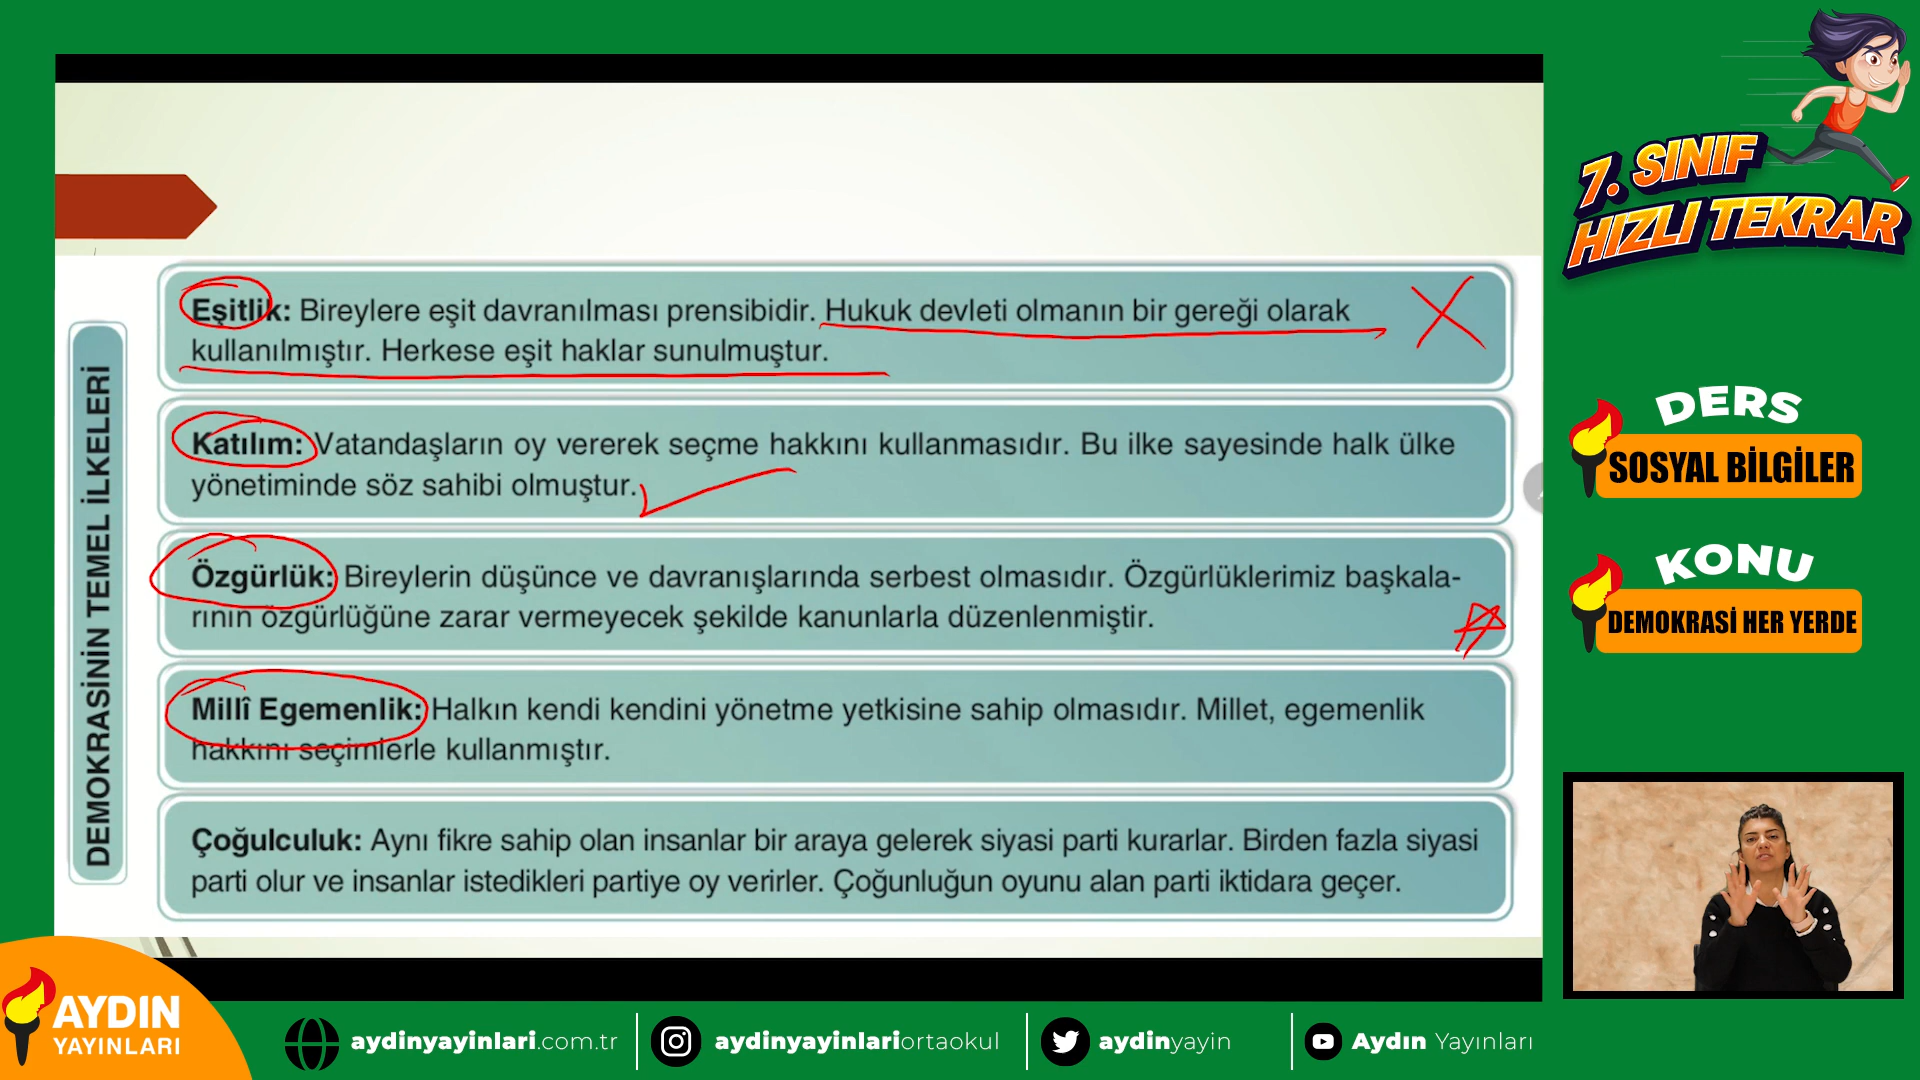 7. SINIF
HIZLI TEKRAR
DEMOKRASİNİN TEMEL İLKELERİ
Eşitlik: Bireylere eşit davranılması prensibidir. Hukuk devleti olmanın bir gereği olarak
kullanılmıştır. Herkese eşit haklar sunulmuştur.
Katılım: Vatandaşların oy vererek seçme hakkını kullanmasıdır. Bu ilke sayesinde halk ülke
yönetiminde söz sahibi olmuştur.
Özgürlük: Bireylerin düşünce ve davranışlarında serbest olmasıdır. Özgürlüklerimiz başkala-
rının özgürlüğüne zarar vermeyecek şekilde kanunlarla düzenlenmiştir.
Millî Egemenlik: Halkın kendi kendini yönetme yetkisine sahip olmasıdır. Millet, egemenlik
hakkını seçimlerle kullanmıştır.
Çoğulculuk: Aynı fikre sahip olan insanlar bir araya gelerek siyasi parti kurarlar. Birden fazla siyasi
parti olur ve insanlar istedikleri partiye oy verirler. Çoğunluğun oyunu alan parti iktidara geçer.
DERS
SOSYAL BİLGİLER
KONU
DEMOKRASİ HER YERDE
AYDIN
YAYINLARI
aydinyayinlari.com.tr
aydinyayinlariortaokul
aydinyayin
Aydın Yayınları